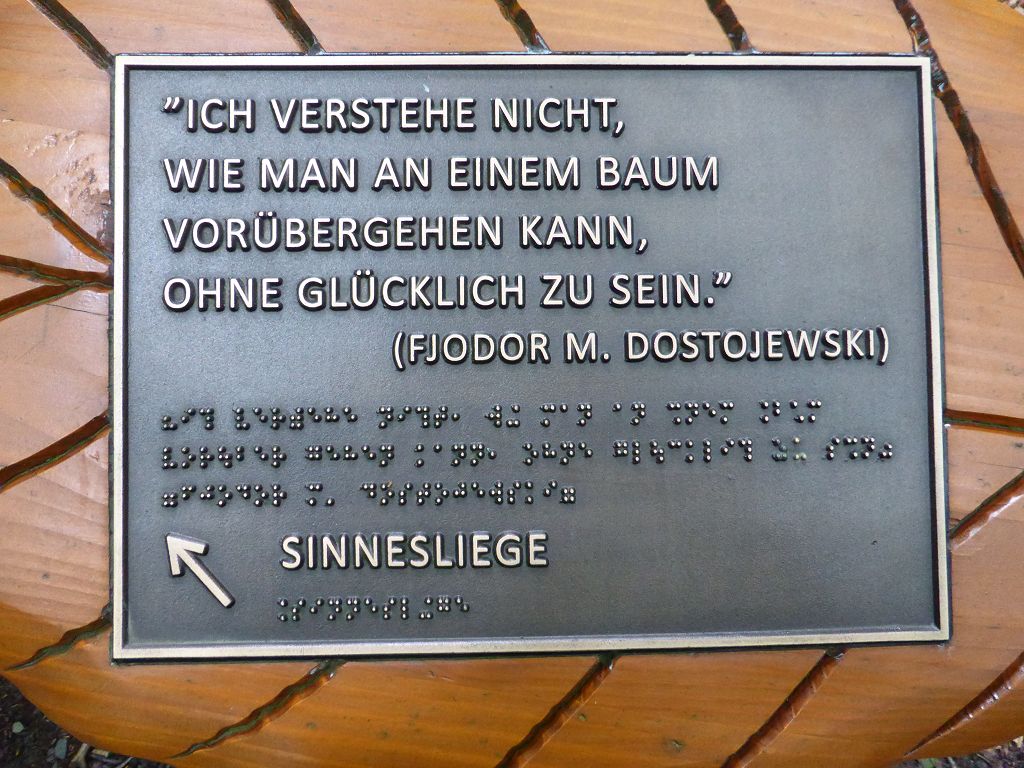 ”ICH VERSTEHE NICHT,
WIE MAN AN EINEM BAUM
VORÜBERGEHEN KANN,
OHNE GLÜCKLICH ZU SEIN.”
(FJODOR M. DOSTOJEWSKI)
SINNESLIEGE